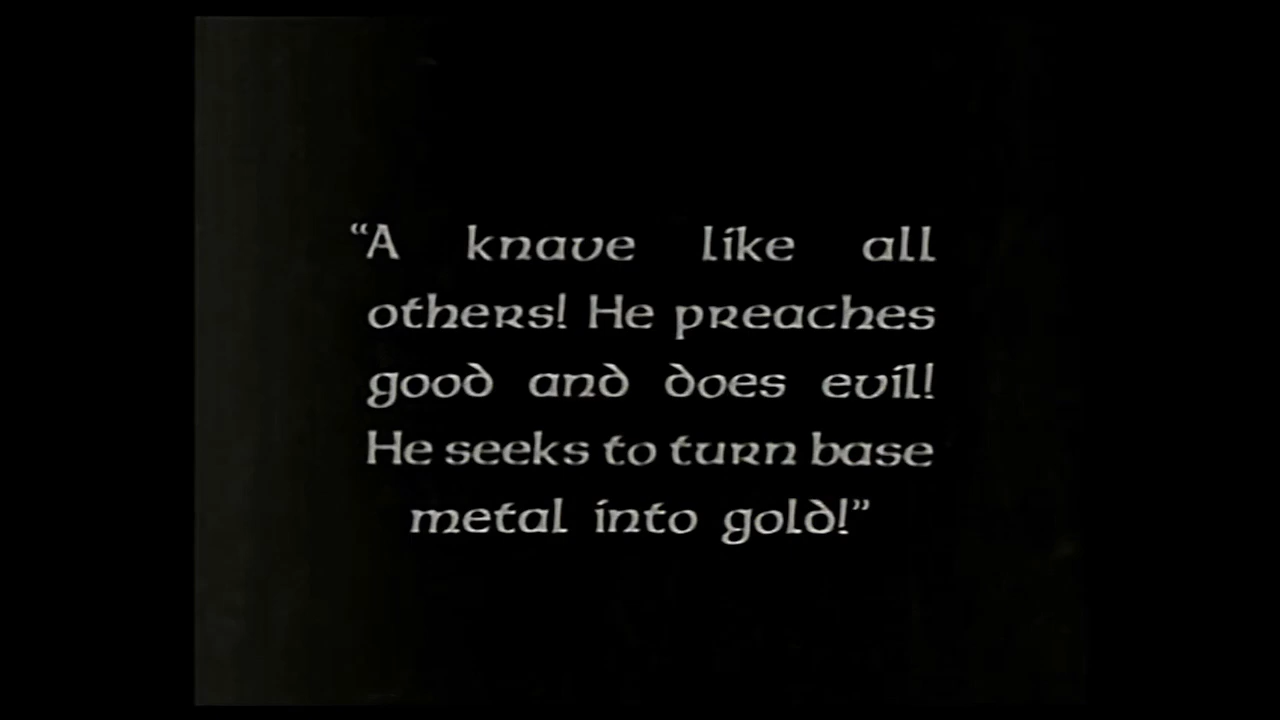 “A knave like all
others! He preaches
good and does evil!
He seeks to turn base
metal into gold!”